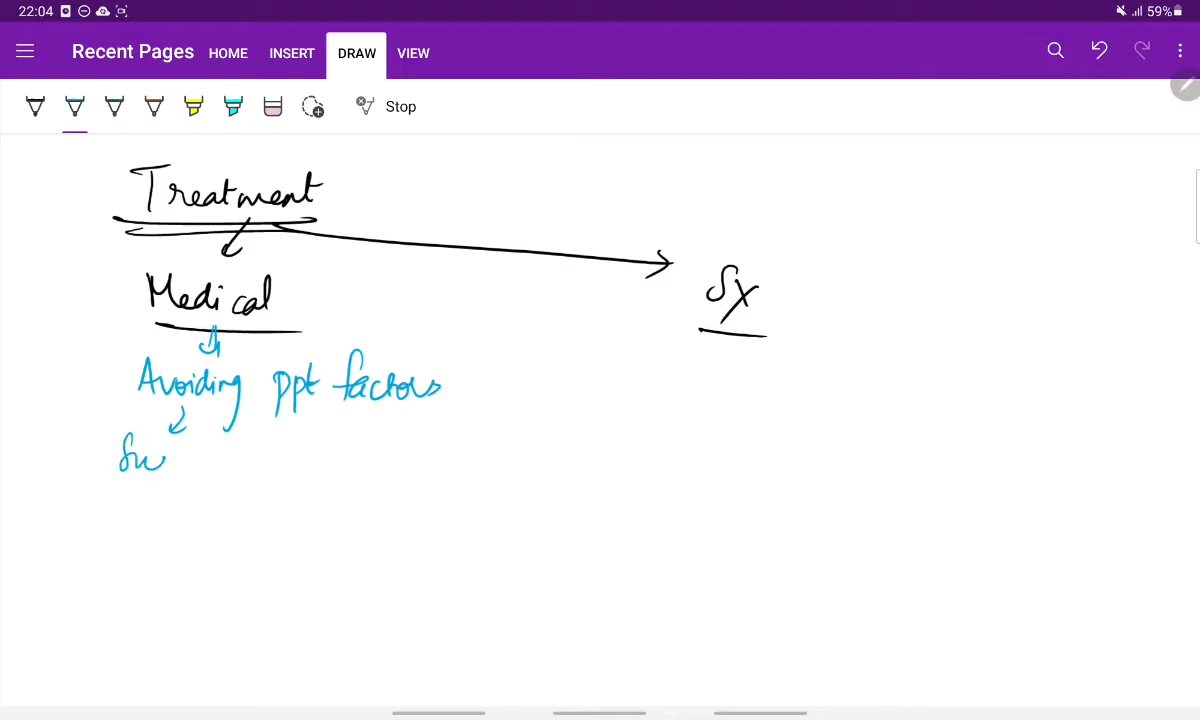 22:04 59%
Recent Pages HOME INSERT DRAW VIEW
Stop
Treatment
Medical
Sx
Avoiding ppt factors